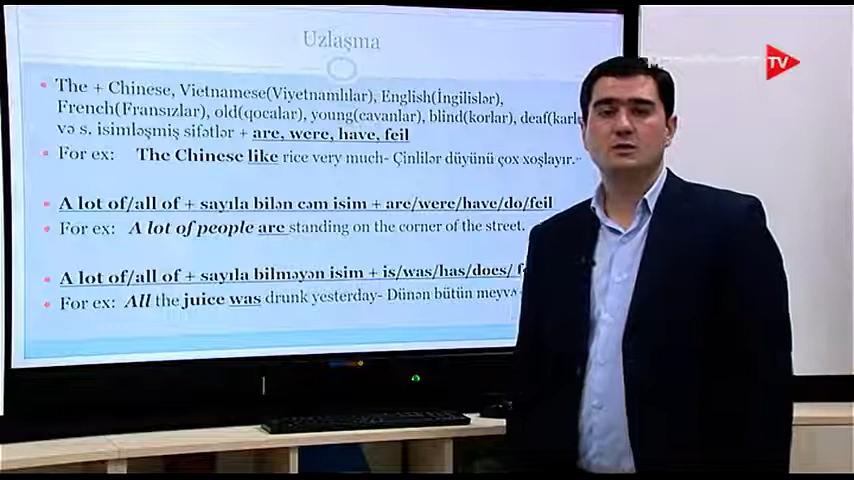 Uzlaşma
The + Chinese, Vietnamese(Viyetnamlılar), English(İngilislər),
French(Fransızlar), old(qocalar), young(cavanlar), blind(korlar), deaf(karl
və s. isimləşmiş sifətlər + are, were, have, feil
For ex: The Chinese like rice very much- Çinlilər düyünü çox xoşlayır.
A lot of/all of + sayıla bilən cəm isim + are/were/have/do/feil
For ex: A lot of people are standing on the corner of the street.
A lot of/all of + sayıla bilməyən isim + is/was/has/does/ f
For ex: All the juice was drunk yesterday- Dünən bütün meyvə
TV